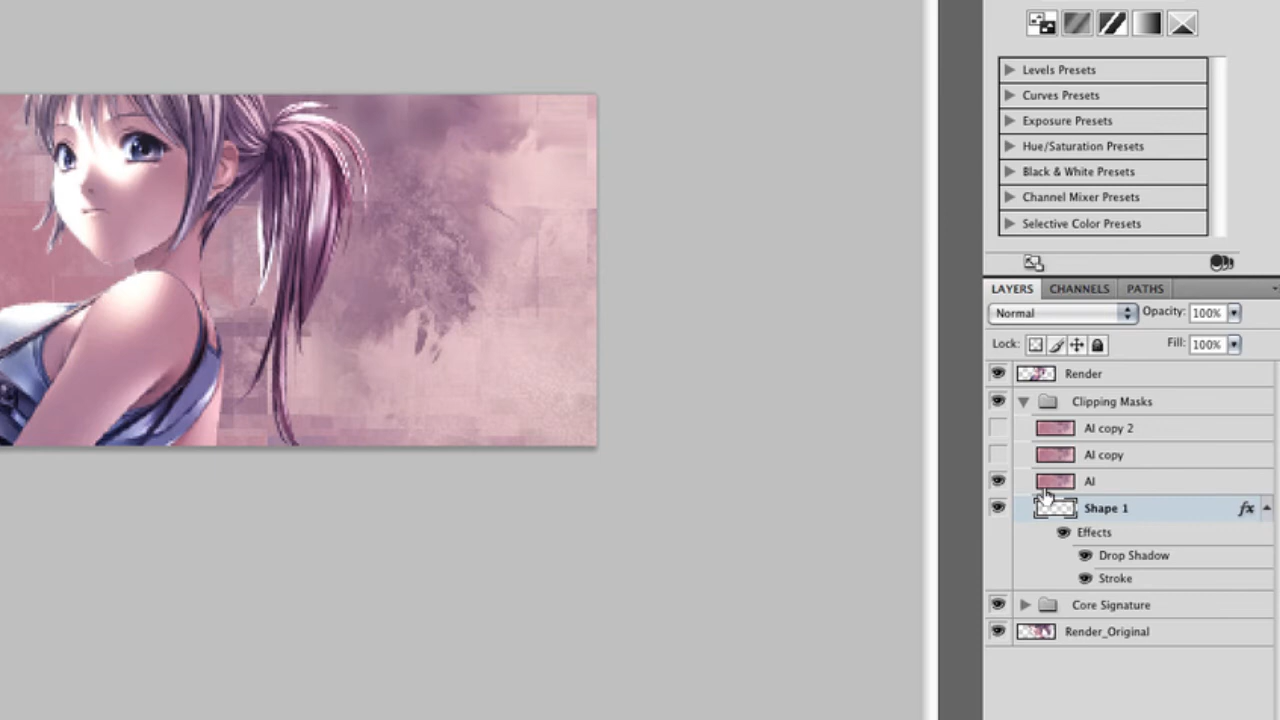 Levels Presets
Curves Presets
Exposure Presets
Hue/Saturation Presets
Black & White Presets
Channel Mixer Presets
Selective Color Presets
LAYERS CHANNELS PATHS
Normal Opacity: 100%
Lock: Fill: 100%
Render
Clipping Masks
AI copy 2
AI copy
AI
Shape 1 fx
Effects
Drop Shadow
Stroke
Core Signature
Render_Original